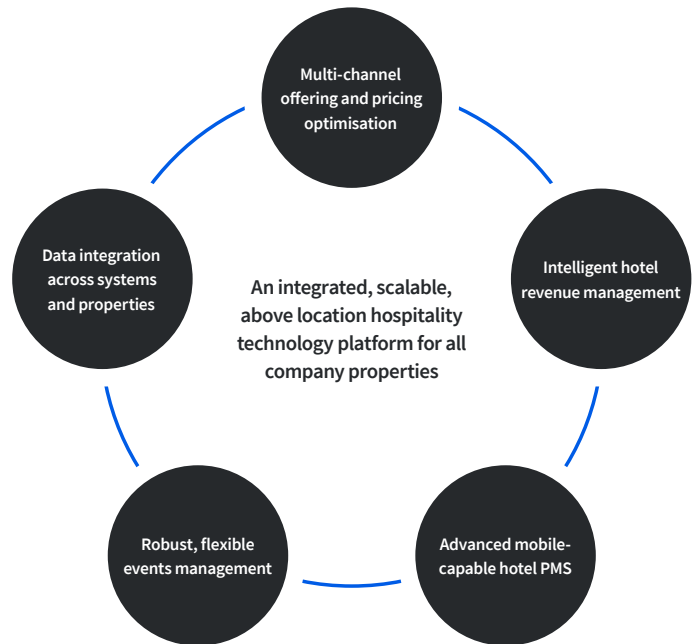 Multi-channel
offering and pricing
optimisation
Data integration
across systems
and properties
Intelligent hotel
revenue management
An integrated, scalable,
above location hospitality
technology platform for all
company properties
Robust, flexible
events management
Advanced mobile-
capable hotel PMS